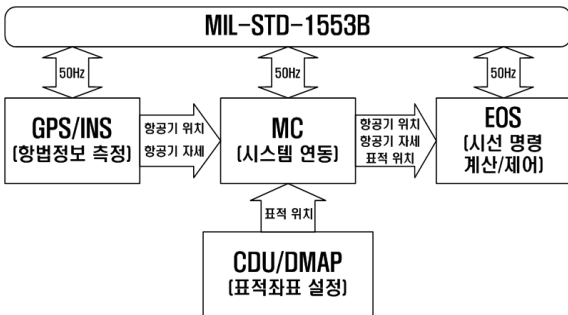 MIL-STD-1553B
50Hz
50Hz
50Hz
GPS/INS
(항법정보 측정)
항공기 위치
항공기 자세
MC
(시스템 연동)
항공기 위치
항공기 자세
표적 위치
EOS
(시선 명령
계산/제어)
표적 위치
CDU/DMAP
(표적좌표 설정)